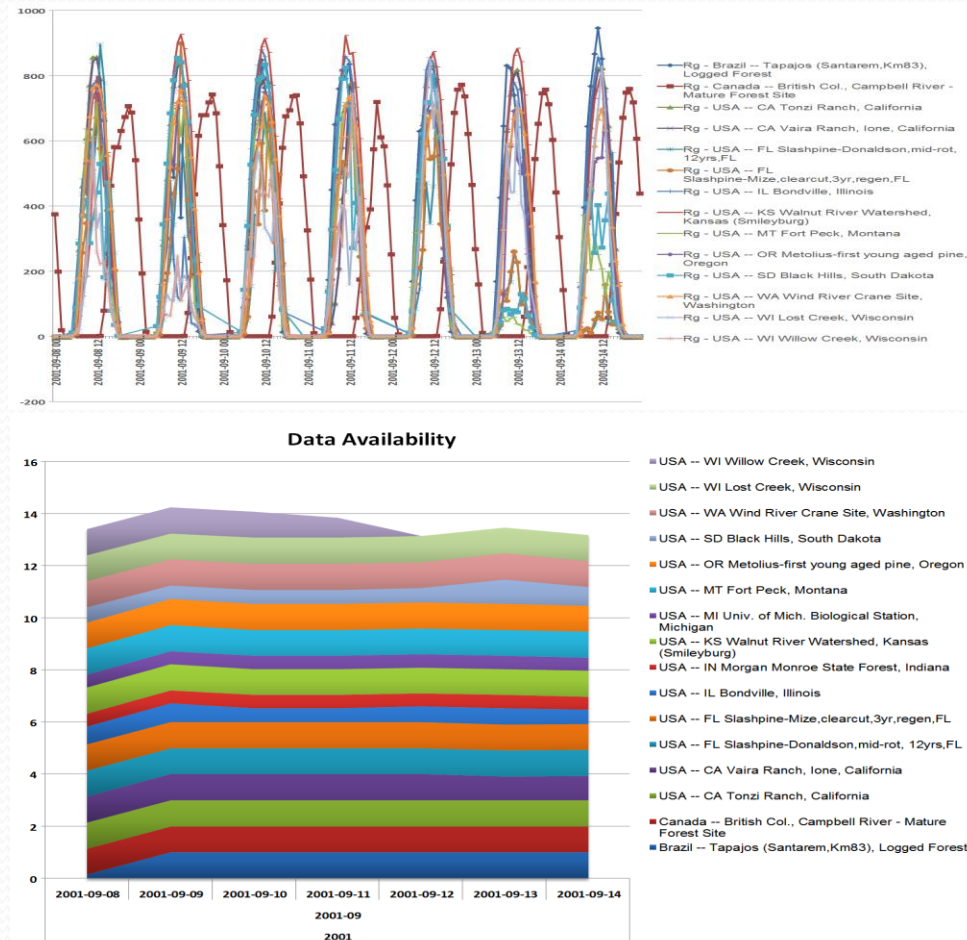 1000
800
600
400
200
0
-200
2001-09-08 00
2001-09-08 12
2001-09-09 00
2001-09-09 12
2001-09-10 00
2001-09-10 12
2001-09-11 00
2001-09-11 12
2001-09-12 00
2001-09-12 12
2001-09-13 00
2001-09-13 12
2001-09-14 00
2001-09-14 12
Rg - Brazil -- Tapajos (Santarem,Km83),
Logged Forest
Rg - Canada -- British Col., Campbell River -
Mature Forest Site
Rg - USA -- CA Tonzi Ranch, California
Rg - USA -- CA Vaira Ranch, Ione, California
Rg - USA -- FL Slashpine-Donaldson,mid-rot,
12yrs,FL
Rg - USA -- FL
Slashpine-Mize,clearcut,3yr,regen,FL
Rg - USA -- IL Bondville, Illinois
Rg - USA -- KS Walnut River Watershed,
Kansas (Smileyburg)
Rg - USA -- MT Fort Peck, Montana
Rg - USA -- OR Metolius-first young aged pine,
Oregon
Rg - USA -- SD Black Hills, South Dakota
Rg - USA -- WA Wind River Crane Site,
Washington
Rg - USA -- WI Lost Creek, Wisconsin
Rg - USA -- WI Willow Creek, Wisconsin
Data Availability
16
14
12
10
8
6
4
2
0
2001-09-08 2001-09-09 2001-09-10 2001-09-11 2001-09-12 2001-09-13 2001-09-14
2001-09
2001
USA -- WI Willow Creek, Wisconsin
USA -- WI Lost Creek, Wisconsin
USA -- WA Wind River Crane Site, Washington
USA -- SD Black Hills, South Dakota
USA -- OR Metolius-first young aged pine, Oregon
USA -- MT Fort Peck, Montana
USA -- MI Univ. of Mich. Biological Station,
Michigan
USA -- KS Walnut River Watershed, Kansas
(Smileyburg)
USA -- IN Morgan Monroe State Forest, Indiana
USA -- IL Bondville, Illinois
USA -- FL Slashpine-Mize,clearcut,3yr,regen,FL
USA -- FL Slashpine-Donaldson,mid-rot, 12yrs,FL
USA -- CA Vaira Ranch, Ione, California
USA -- CA Tonzi Ranch, California
Canada -- British Col., Campbell River - Mature
Forest Site
Brazil -- Tapajos (Santarem,Km83), Logged Forest